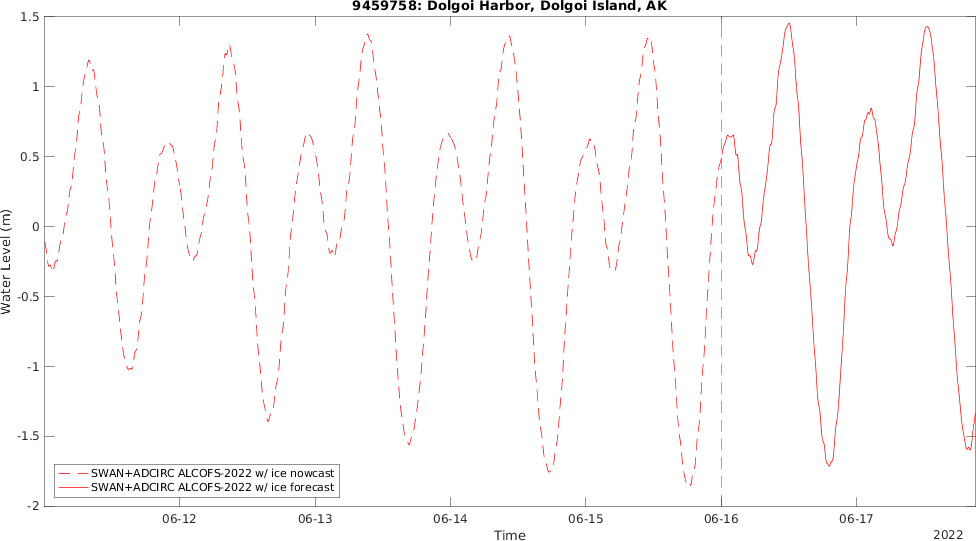 9459758: Dolgoi Harbor, Dolgoi Island, AK
1.5
1
0.5
0
-0.5
-1
-1.5
-2
Water Level (m)
SWAN+ADCIRC ALCOFS-2022 w/ ice nowcast
SWAN+ADCIRC ALCOFS-2022 w/ ice forecast
06-12 06-13 06-14 06-15 06-16 06-17
Time
2022